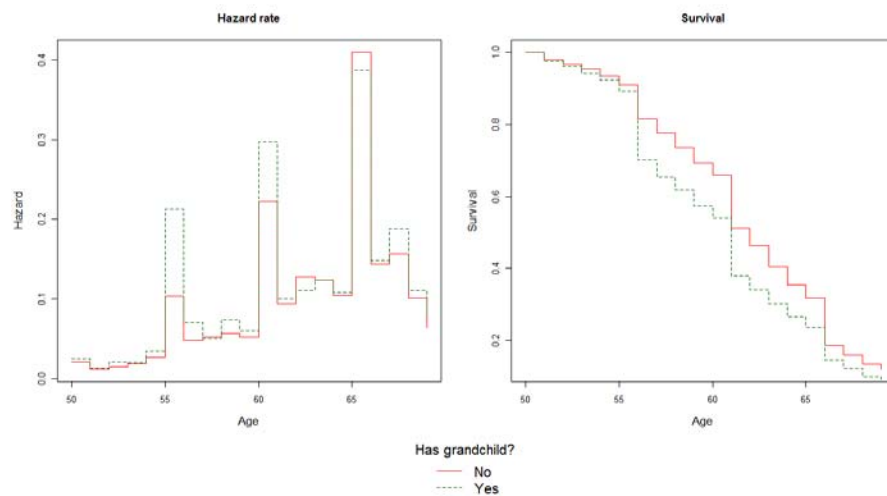 Hazard rate
Survival
Hazard
0.0
0.1
0.2
0.3
0.4
50
55
60
65
Age
Survival
0.2
0.4
0.6
0.8
1.0
50
55
60
65
Age
Has grandchild?
No
Yes